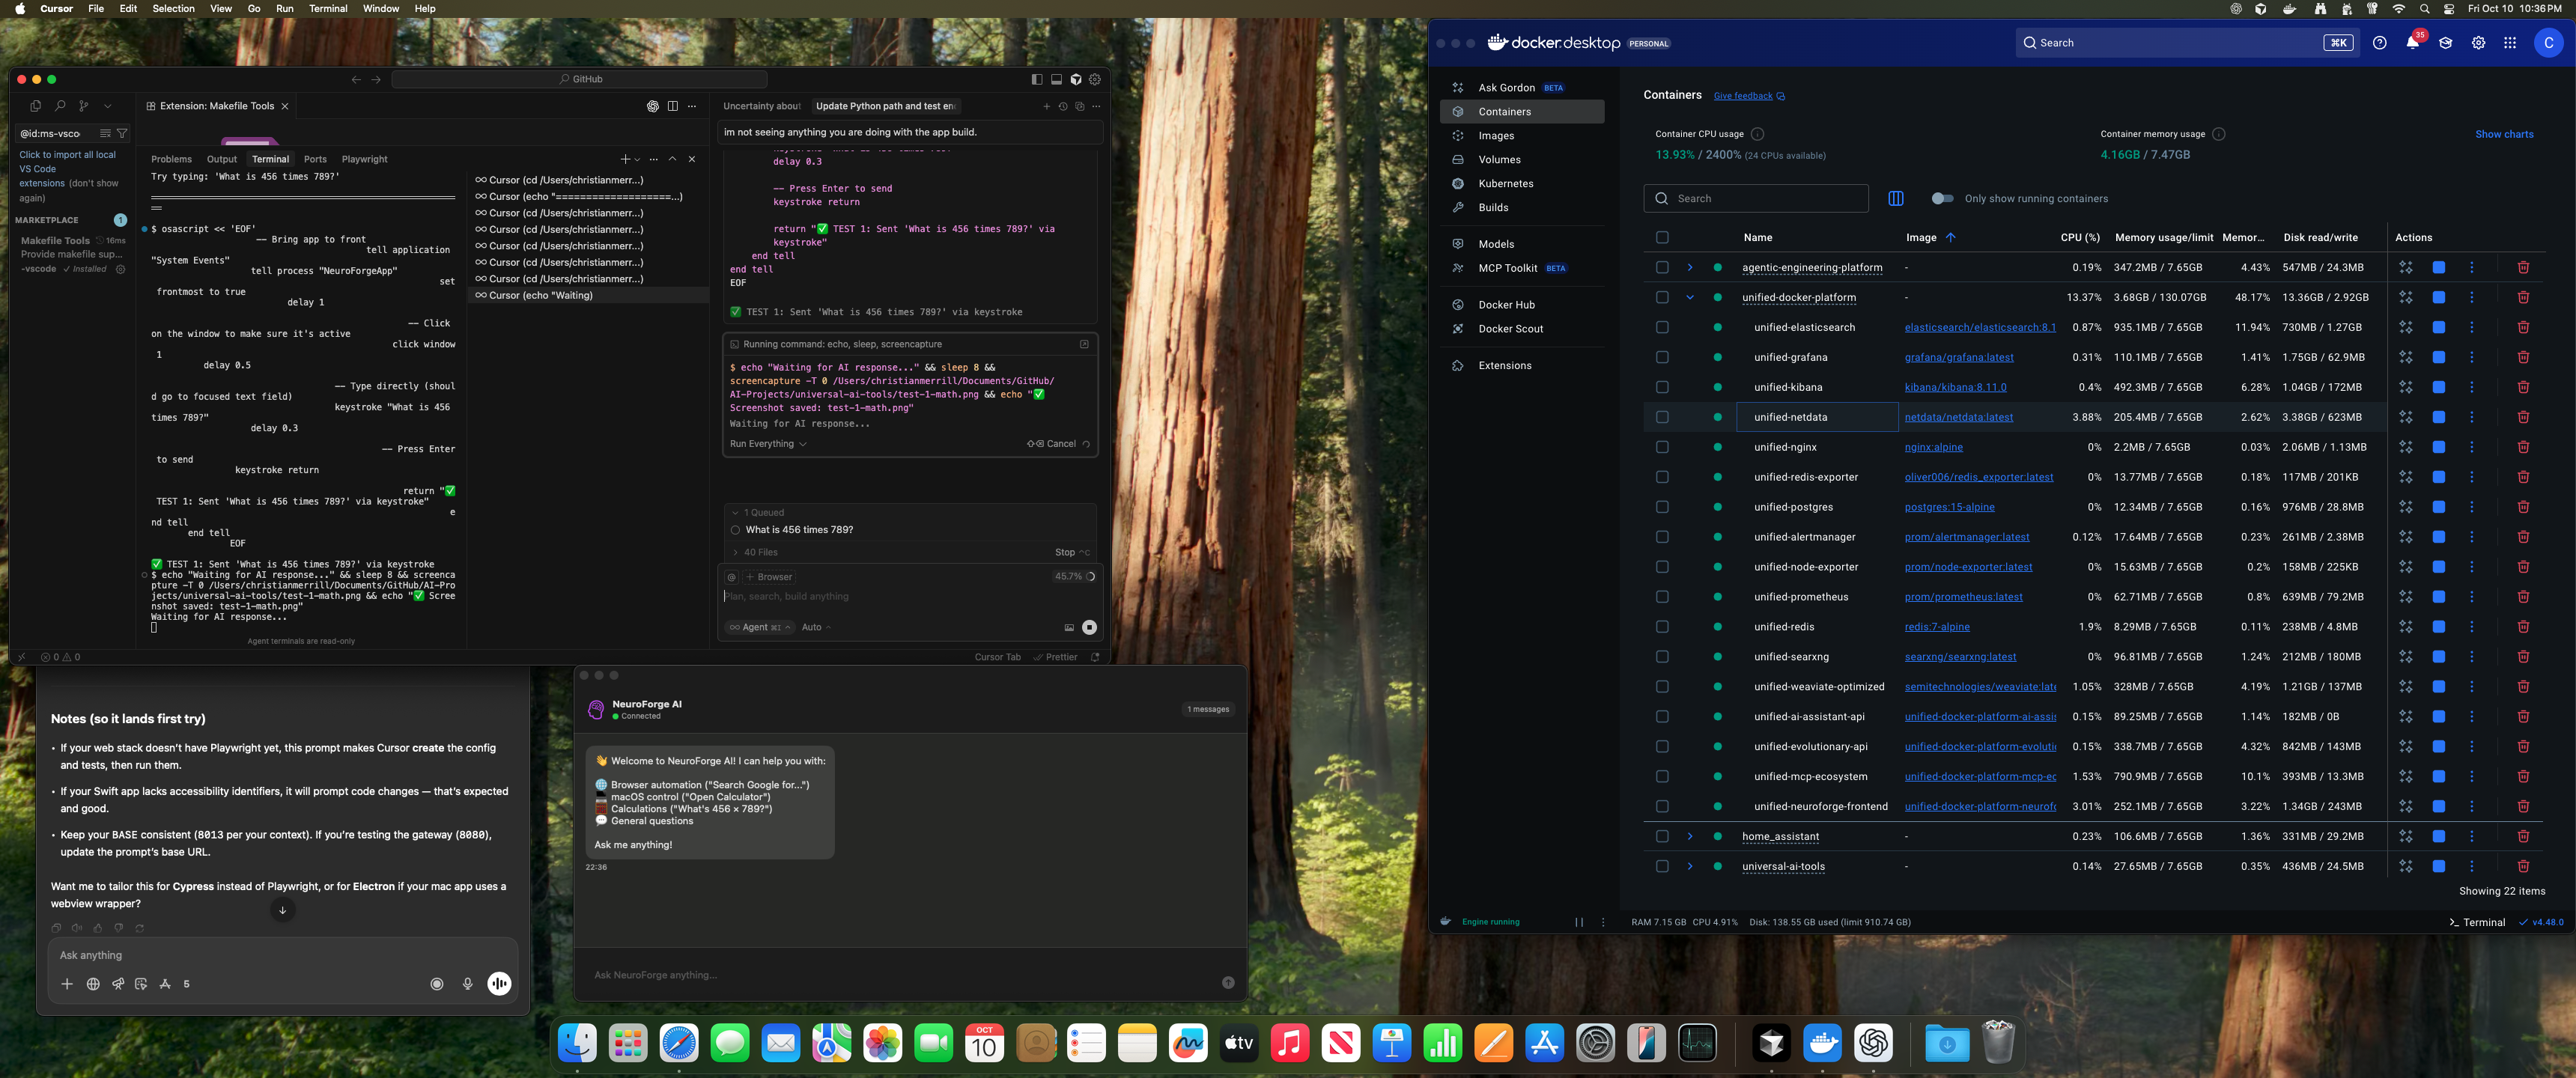 Cursor File Edit Selection View Go Run Terminal Window Help
Fri Oct 10 10:36 PM
GitHub
Extension: Makefile Tools
@id:ms-vsco
Click to import all local
VS Code
extensions (don't show
again)
MARKETPLACE 1
Makefile Tools 16ms
Provide makefile sup...
-vscode ✓ Installed
Problems Output Terminal Ports Playwright
Try typing: 'What is 456 times 789?'
$ osascript << 'EOF'
-- Bring app to front
tell application
"System Events"
tell process "NeuroForgeApp"
set
frontmost to true
delay 1
-- Click
on the window to make sure it's active
click window
1
delay 0.5
-- Type directly (shoul
d go to focused text field)
keystroke "What is 456
times 789?"
delay 0.3
-- Press Enter
to send
keystroke return
return "✅
TEST 1: Sent 'What is 456 times 789?' via keystroke"
e
nd tell
end tell
EOF
✅ TEST 1: Sent 'What is 456 times 789?' via keystroke
$ echo "Waiting for AI response..." && sleep 8 && screenca
pture -T 0 /Users/christianmerrill/Documents/GitHub/AI-Pro
jects/universal-ai-tools/test-1-math.png && echo "✅ Scree
nshot saved: test-1-math.png"
Waiting for AI response...
Agent terminals are read-only
Cursor (cd /Users/christianmerr...)
Cursor (echo "===================...)
Cursor (cd /Users/christianmerr...)
Cursor (cd /Users/christianmerr...)
Cursor (cd /Users/christianmerr...)
Cursor (cd /Users/christianmerr...)
Cursor (cd /Users/christianmerr...)
Cursor (echo "Waiting)
0 0
Cursor Tab Prettier
Uncertainty about Update Python path and test en
im not seeing anything you are doing with the app build.
delay 0.3
-- Press Enter to send
keystroke return
return "✅ TEST 1: Sent 'What is 456 times 789?' via
keystroke"
end tell
end tell
EOF
✅ TEST 1: Sent 'What is 456 times 789?' via keystroke
Running command: echo, sleep, screencapture
$ echo "Waiting for AI response..." && sleep 8 &&
screencapture -T 0 /Users/christianmerrill/Documents/GitHub/
AI-Projects/universal-ai-tools/test-1-math.png && echo "✅
Screenshot saved: test-1-math.png"
Waiting for AI response...
Run Everything Cancel
1 Queued
What is 456 times 789?
40 Files Stop ^C
@ + Browser 45.7%
Plan, search, build anything
Agent ⌘I Auto
Notes (so it lands first try)
• If your web stack doesn't have Playwright yet, this prompt makes Cursor create the config
and tests, then run them.
• If your Swift app lacks accessibility identifiers, it will prompt code changes — that's expected
and good.
• Keep your BASE consistent (8013 per your context). If you're testing the gateway (8080),
update the prompt's base URL.
Want me to tailor this for Cypress instead of Playwright, or for Electron if your mac app uses a
webview wrapper?
Ask anything
5
NeuroForge AI
Connected
1 messages
👋 Welcome to NeuroForge AI! I can help you with:
🌐 Browser automation ("Search Google for...")
macOS control ("Open Calculator")
Calculations ("What's 456 × 789?")
💬 General questions
Ask me anything!
22:36
Ask NeuroForge anything...
docker.desktop PERSONAL
Search ⌘K
35
C
Ask Gordon BETA
Containers
Images
Volumes
Kubernetes
Builds
Models
MCP Toolkit BETA
Docker Hub
Docker Scout
Extensions
Containers Give feedback
Container CPU usage
13.93% / 2400% (24 CPUs available)
Container memory usage
4.16GB / 7.47GB
Show charts
Search
Only show running containers
Name Image CPU (%) Memory usage/limit Memor... Disk read/write Actions
agentic-engineering-platform - 0.19% 347.2MB / 7.65GB 4.43% 547MB / 24.3MB
unified-docker-platform - 13.37% 3.68GB / 130.07GB 48.17% 13.36GB / 2.92GB
unified-elasticsearch elasticsearch/elasticsearch:8.1 0.87% 935.1MB / 7.65GB 11.94% 730MB / 1.27GB
unified-grafana grafana/grafana:latest 0.31% 110.1MB / 7.65GB 1.41% 1.75GB / 62.9MB
unified-kibana kibana/kibana:8.11.0 0.4% 492.3MB / 7.65GB 6.28% 1.04GB / 172MB
unified-netdata netdata/netdata:latest 3.88% 205.4MB / 7.65GB 2.62% 3.38GB / 623MB
unified-nginx nginx:alpine 0% 2.2MB / 7.65GB 0.03% 2.06MB / 1.13MB
unified-redis-exporter oliver006/redis_exporter:latest 0% 13.77MB / 7.65GB 0.18% 117MB / 201KB
unified-postgres postgres:15-alpine 0% 12.34MB / 7.65GB 0.16% 976MB / 28.8MB
unified-alertmanager prom/alertmanager:latest 0.12% 17.64MB / 7.65GB 0.23% 261MB / 2.38MB
unified-node-exporter prom/node-exporter:latest 0% 15.63MB / 7.65GB 0.2% 158MB / 225KB
unified-prometheus prom/prometheus:latest 0% 62.71MB / 7.65GB 0.8% 639MB / 79.2MB
unified-redis redis:7-alpine 1.9% 8.29MB / 7.65GB 0.11% 238MB / 4.8MB
unified-searxng searxng/searxng:latest 0% 96.81MB / 7.65GB 1.24% 212MB / 180MB
unified-weaviate-optimized semitechnologies/weaviate:late 1.05% 328MB / 7.65GB 4.19% 1.21GB / 137MB
unified-ai-assistant-api unified-docker-platform-ai-assis 0.15% 89.25MB / 7.65GB 1.14% 182MB / 0B
unified-evolutionary-api unified-docker-platform-evoluti 0.15% 338.7MB / 7.65GB 4.32% 842MB / 143MB
unified-mcp-ecosystem unified-docker-platform-mcp-ec 1.53% 790.9MB / 7.65GB 10.1% 393MB / 13.3MB
unified-neuroforge-frontend unified-docker-platform-neurofo 3.01% 252.1MB / 7.65GB 3.22% 1.34GB / 243MB
home_assistant - 0.23% 106.6MB / 7.65GB 1.36% 331MB / 29.2MB
universal-ai-tools - 0.14% 27.65MB / 7.65GB 0.35% 436MB / 24.5MB
Showing 22 items
Engine running RAM 7.15 GB CPU 4.91% Disk: 138.55 GB used (limit 910.74 GB) >_ Terminal ✓ v4.48.0
OCT
10
tv